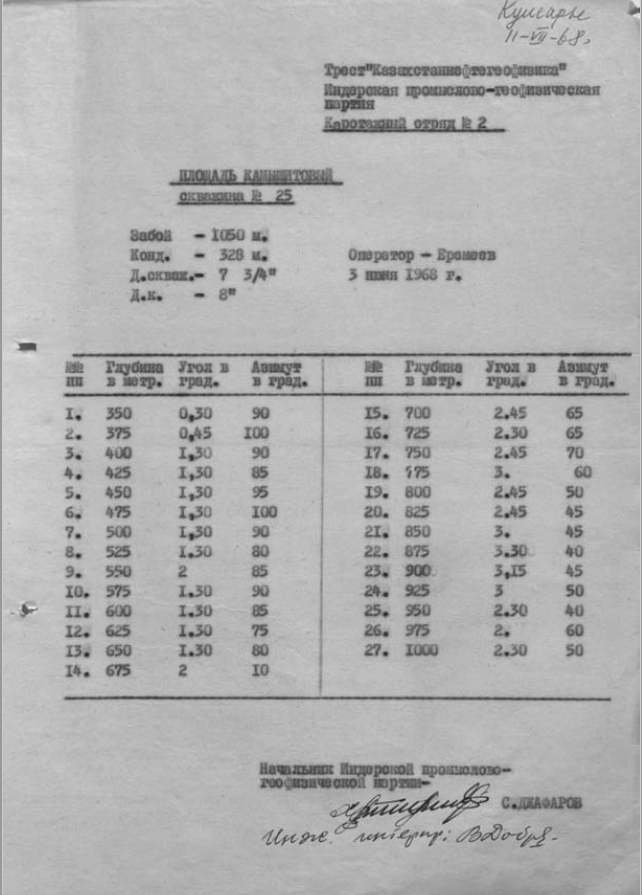 Кулсары
11-VII-68г
Трест"Казахстаннефтегеофизика"
Индерская промыслово-геофизическая
партия
Каротажный отряд № 2
ПЛОЩАДЬ КАМЫШИТОВЫЙ
скважина № 25
Забой - 1050 м.
Конд. - 328 м. Оператор - Еремеев
Д.скваж.- 7 3/4" 3 июня 1968 г.
Д.к. - 8"
№№ Глубина Угол в Азимут №№ Глубина Угол в Азимут
пп в метр. град. в град. пп в метр. град. в град.
I. 350 0,30 90 I5. 700 2.45 65
2. 375 0,45 I00 I6. 725 2.30 65
3. 400 I,30 90 I7. 750 2.45 70
4. 425 I,30 85 I8. 775 3. 60
5. 450 I,30 95 I9. 800 2.45 50
6. 475 I,30 I00 20. 825 2.45 45
7. 500 I,30 90 2I. 850 3. 45
8. 525 I.30 80 22. 875 3.30 40
9. 550 2 85 23. 900 3,I5 45
I0. 575 I.30 90 24. 925 3 50
II. 600 I.30 85 25. 950 2.30 40
I2. 625 I.30 75 26. 975 2. 60
I3. 650 I.30 80 27. I000 2.30 50
I4. 675 2 I0
Начальник Индерской промыслово-
геофизической партии-
С.ДЖАФАРОВ
Инж. интерпр: